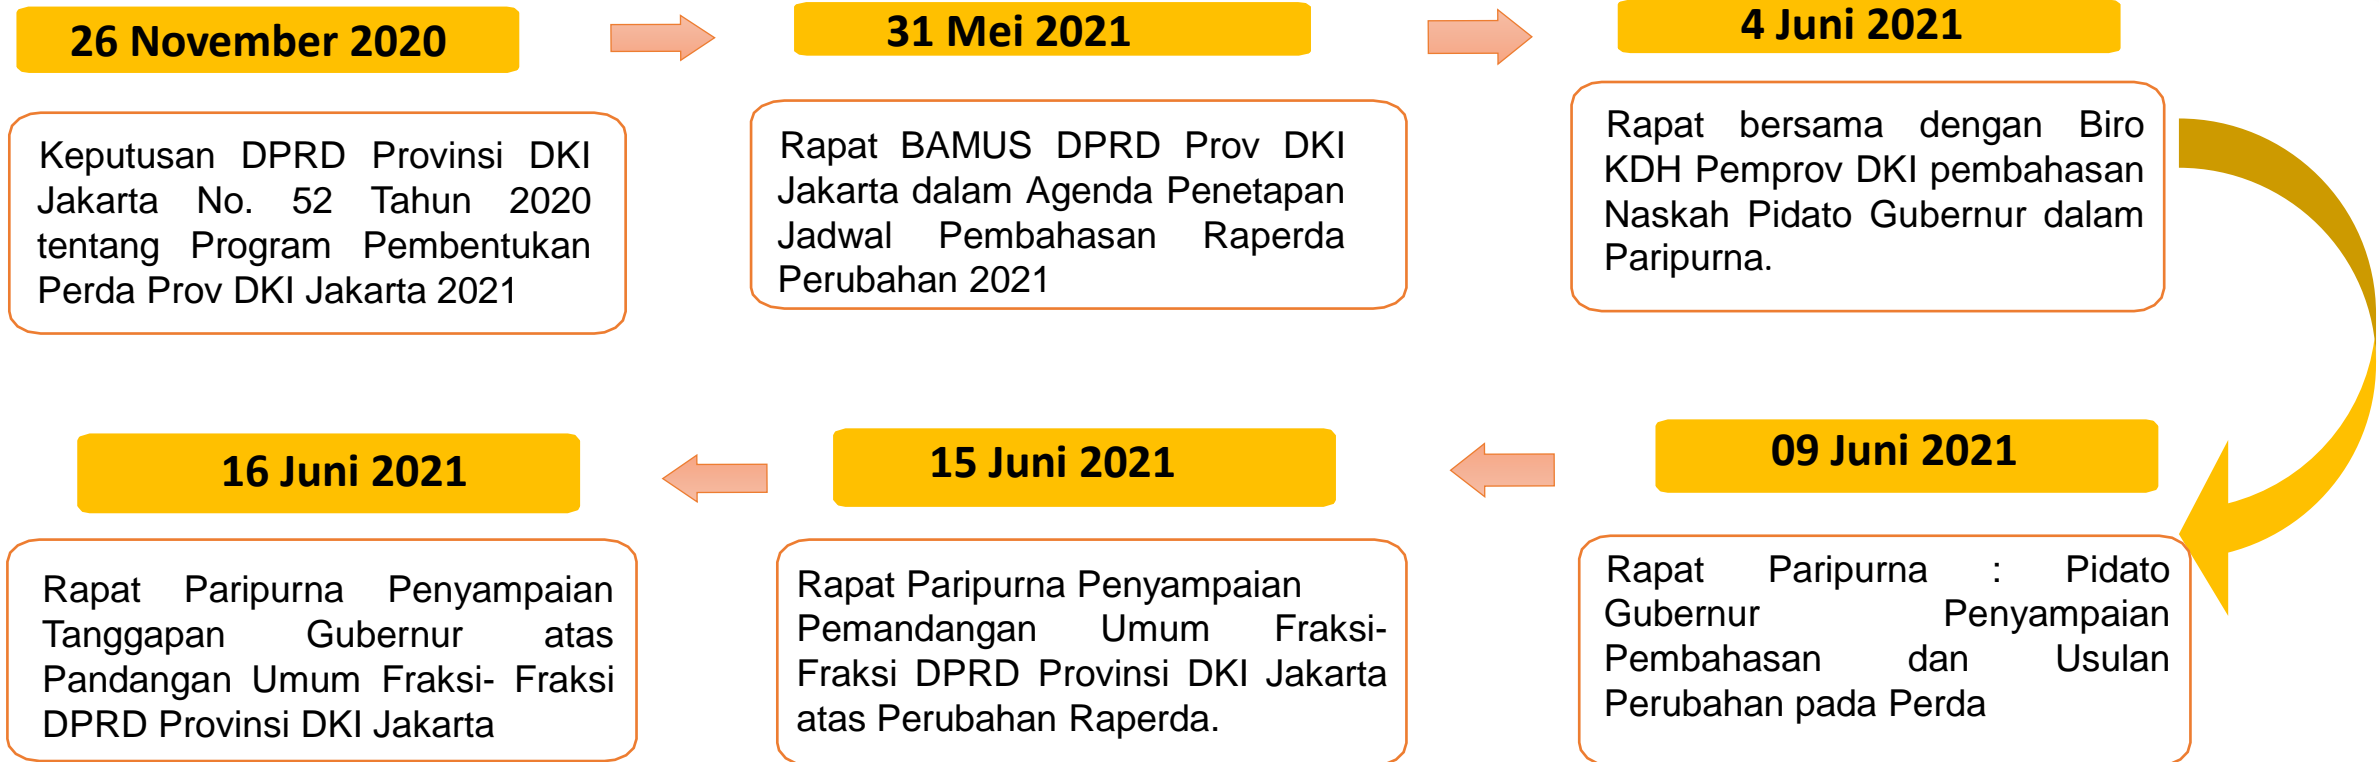 26 November 2020
Keputusan DPRD Provinsi DKI
Jakarta No. 52 Tahun 2020
tentang Program Pembentukan
Perda Prov DKI Jakarta 2021
31 Mei 2021
Rapat BAMUS DPRD Prov DKI
Jakarta dalam Agenda Penetapan
Jadwal Pembahasan Raperda
Perubahan 2021
4 Juni 2021
Rapat bersama dengan Biro
KDH Pemprov DKI pembahasan
Naskah Pidato Gubernur dalam
Paripurna.
09 Juni 2021
Rapat Paripurna : Pidato
Gubernur Penyampaian
Pembahasan dan Usulan
Perubahan pada Perda
15 Juni 2021
Rapat Paripurna Penyampaian
Pemandangan Umum Fraksi-
Fraksi DPRD Provinsi DKI Jakarta
atas Perubahan Raperda.
16 Juni 2021
Rapat Paripurna Penyampaian
Tanggapan Gubernur atas
Pandangan Umum Fraksi- Fraksi
DPRD Provinsi DKI Jakarta